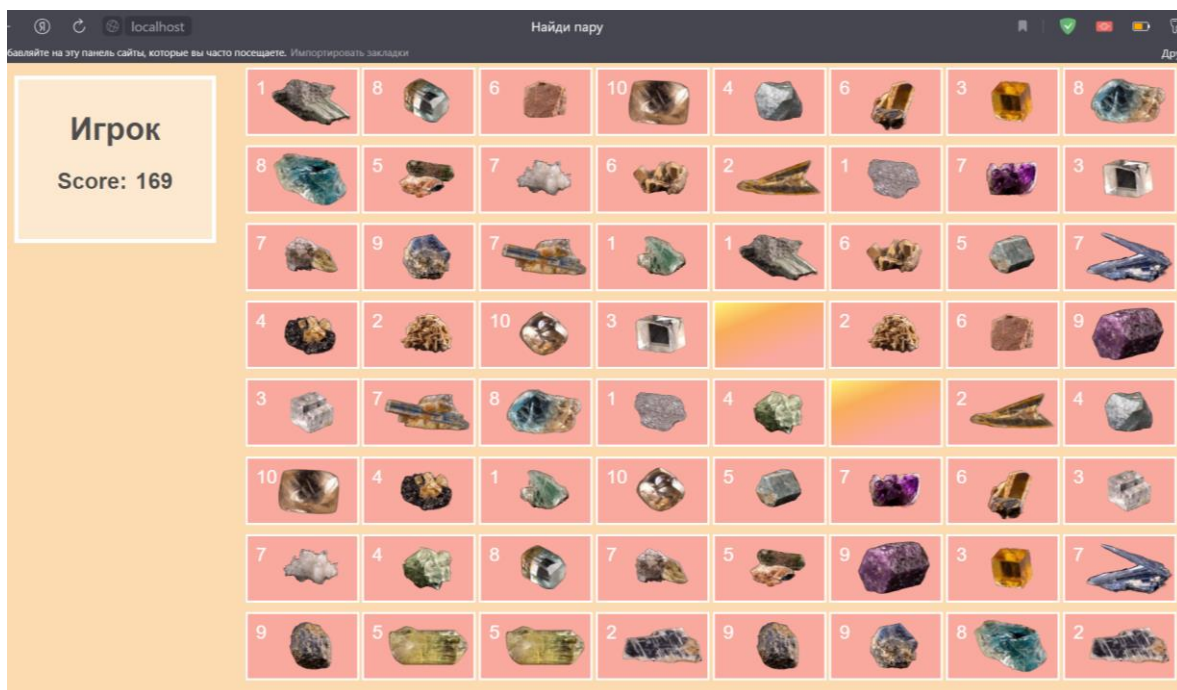 Я localhost Найди пару
бавляйте на эту панель сайты, которые вы часто посещаете. Импортировать закладки Дру
Игрок
Score: 169
1 8 6 10 4 6 3 8
8 5 7 6 2 1 7 3
7 9 7 1 1 6 5 7
4 2 10 3 2 6 9
3 7 8 1 4 2 4
10 4 1 10 5 7 6 3
7 4 8 7 5 9 3 7
9 5 5 2 9 9 8 2